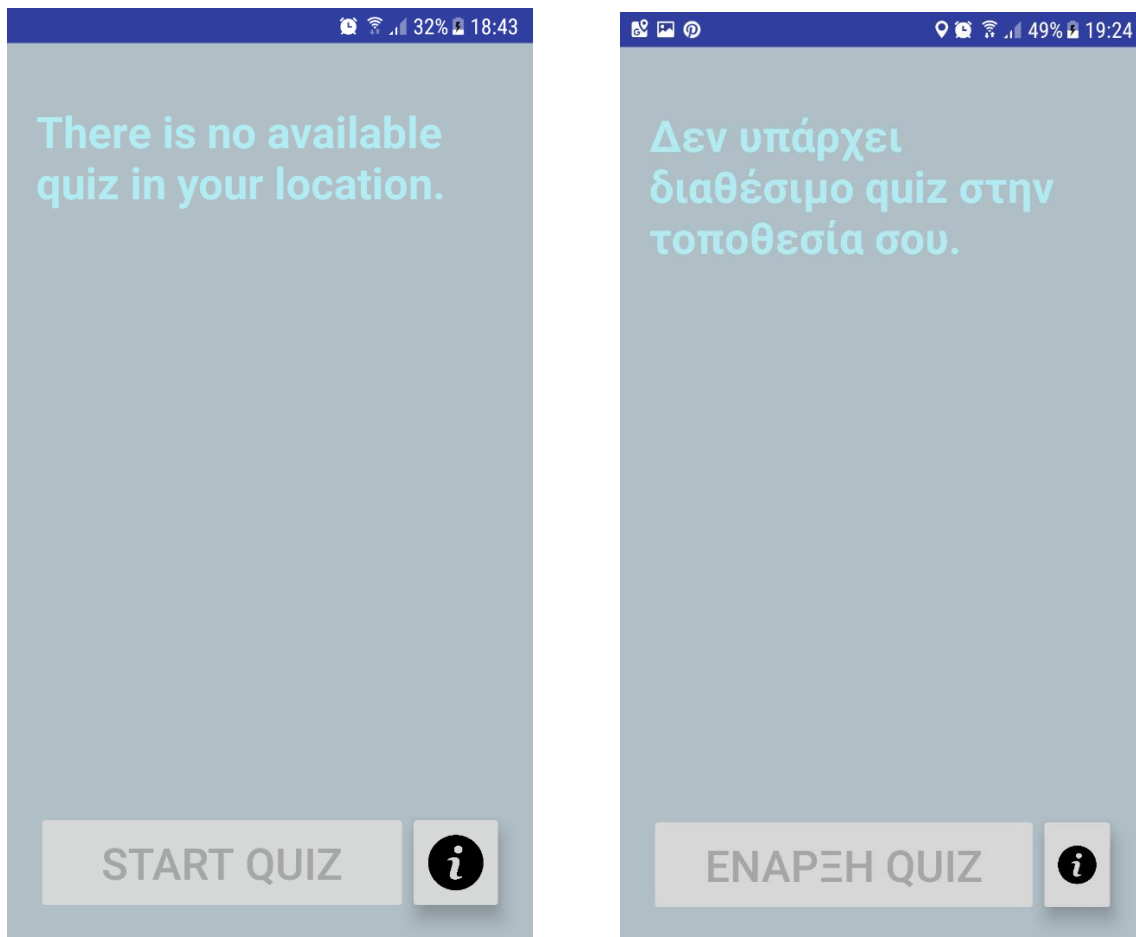 32% 18:43
There is no available
quiz in your location.
START QUIZ
i
49% 19:24
Δεν υπάρχει
διαθέσιμο quiz στην
τοποθεσία σου.
ΕΝΑΡΞΗ QUIZ
i